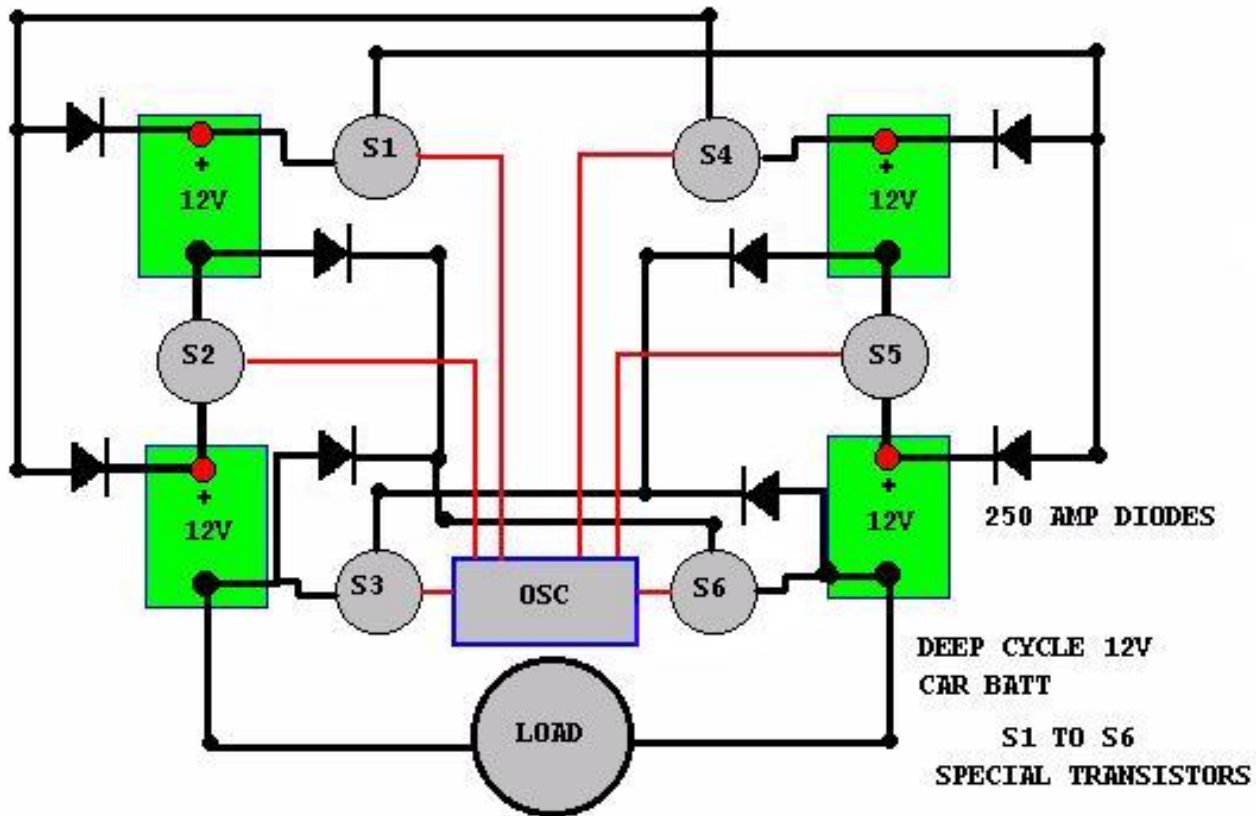 S1
S4
+
12V
+
12V
S2
S5
+
12V
+
12V
250 AMP DIODES
S3
OSC
S6
DEEP CYCLE 12V
CAR BATT
LOAD
S1 TO S6
SPECIAL TRANSISTORS